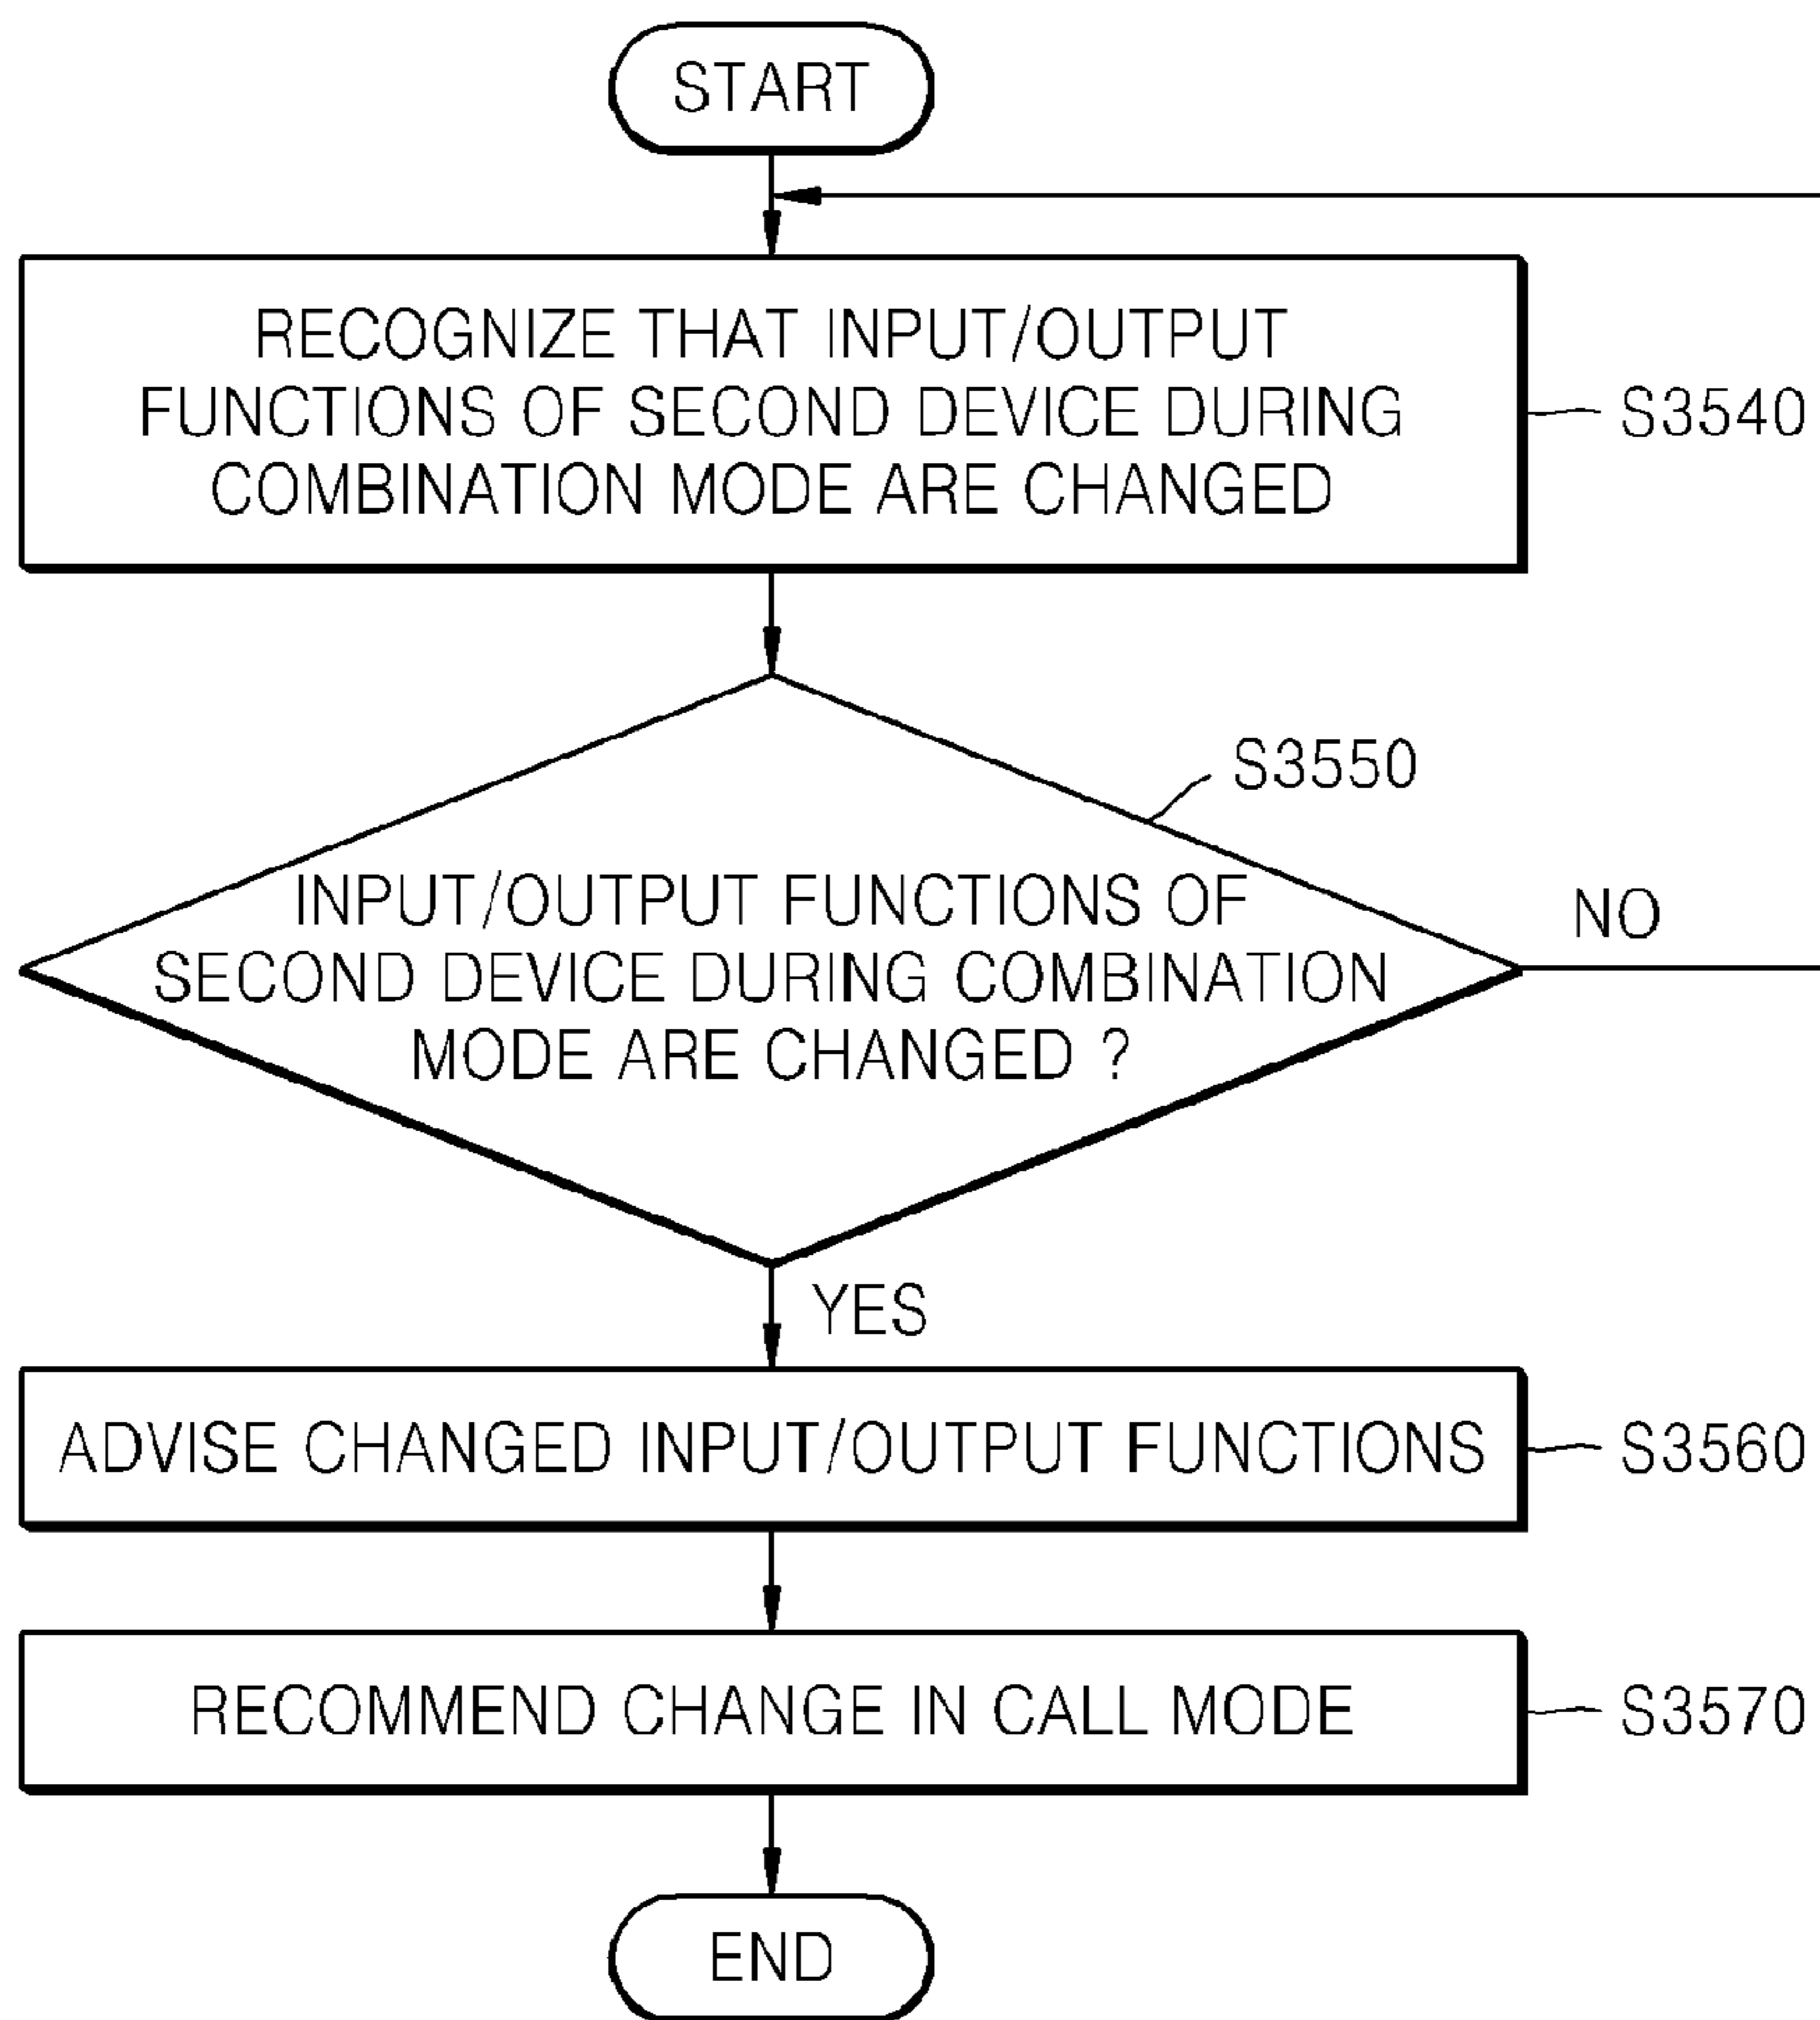 START
RECOGNIZE THAT INPUT/OUTPUT
FUNCTIONS OF SECOND DEVICE DURING
COMBINATION MODE ARE CHANGED
S3540
S3550
INPUT/OUTPUT FUNCTIONS OF
SECOND DEVICE DURING COMBINATION
MODE ARE CHANGED ?
NO
YES
ADVISE CHANGED INPUT/OUTPUT FUNCTIONS
S3560
RECOMMEND CHANGE IN CALL MODE
S3570
END